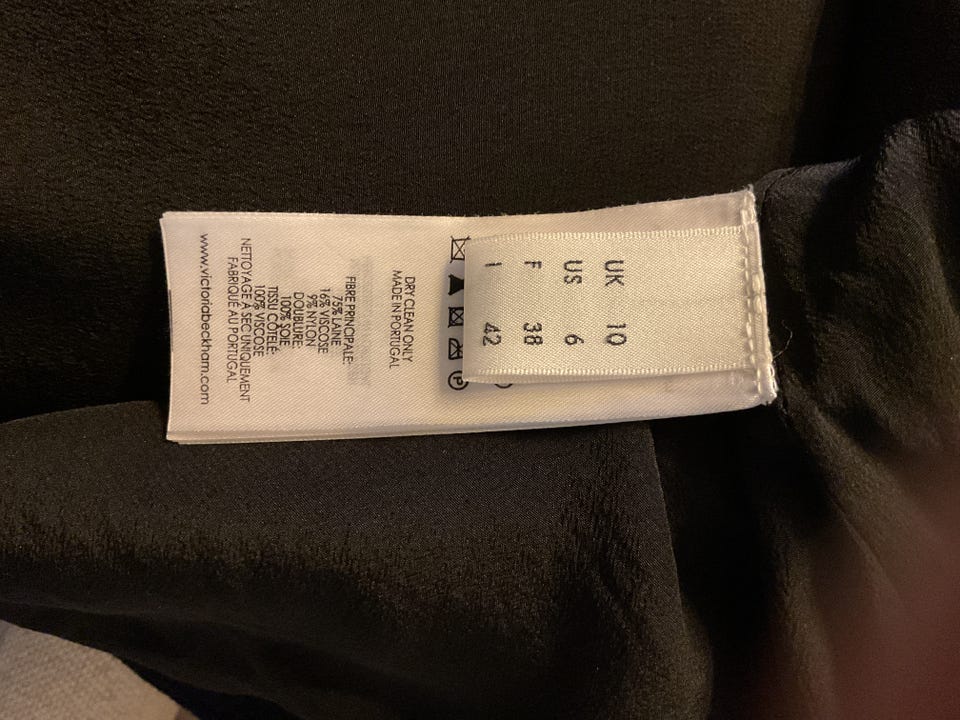 UK 10
US 6
F 38
I 42
DRY CLEAN ONLY
MADE IN PORTUGAL
FIBRE PRINCIPALE:
75% LAINE
16% VISCOSE
9% NYLON
DOUBLURE:
100% SOIE
TISSU CÔTELÉ:
100% VISCOSE
NETTOYAGE À SEC UNIQUEMENT
FABRIQUÉ AU PORTUGAL
www.victoriabeckham.com